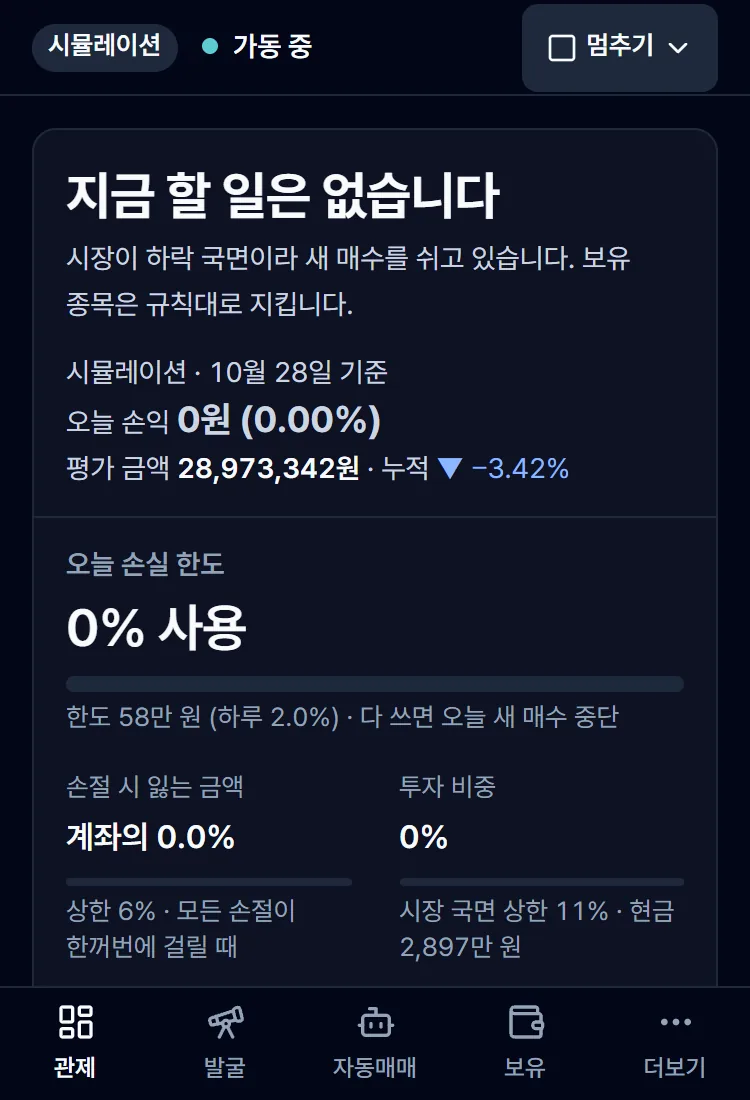 시뮬레이션 가동 중 멈추기
지금 할 일은 없습니다
시장이 하락 국면이라 새 매수를 쉬고 있습니다. 보유
종목은 규칙대로 지킵니다.
시뮬레이션 · 10월 28일 기준
오늘 손익 0원 (0.00%)
평가 금액 28,973,342원 · 누적 ▼ −3.42%
오늘 손실 한도
0% 사용
한도 58만 원 (하루 2.0%) · 다 쓰면 오늘 새 매수 중단
손절 시 잃는 금액
계좌의 0.0%
상한 6% · 모든 손절이
한꺼번에 걸릴 때
투자 비중
0%
시장 국면 상한 11% · 현금
2,897만 원
관제 발굴 자동매매 보유 더보기